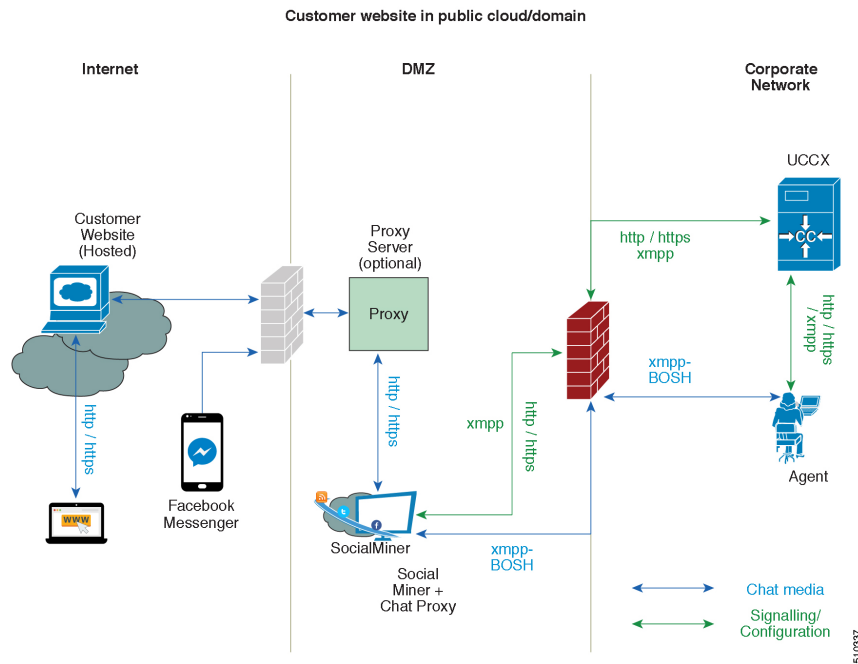 Customer website in public cloud/domain
Internet
DMZ
Corporate
Network
UCCX
CC
Customer
Website
(Hosted)
Proxy
Server
(optional)
Proxy
http / https
xmpp
http / https
/ xmpp
xmpp-
BOSH
http / https
http / https
xmpp
http / https
Agent
Facebook
Messenger
www
SocialMiner
xmpp-
BOSH
Social
Miner +
Chat Proxy
Chat media
Signalling/
Configuration